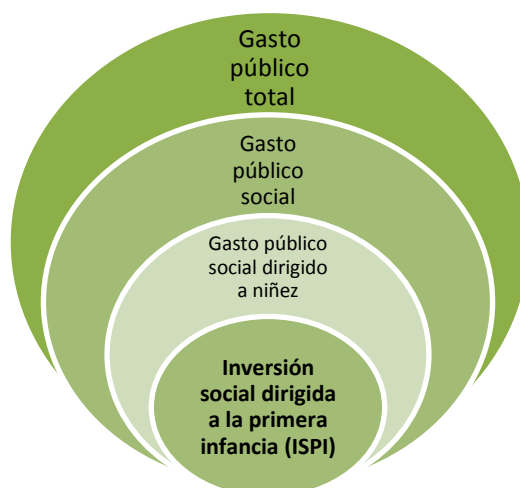 Gasto
público
total
Gasto
público
social
Gasto público
social dirigido
a niñez
Inversión
social dirigida
a la primera
infancia (ISPI)